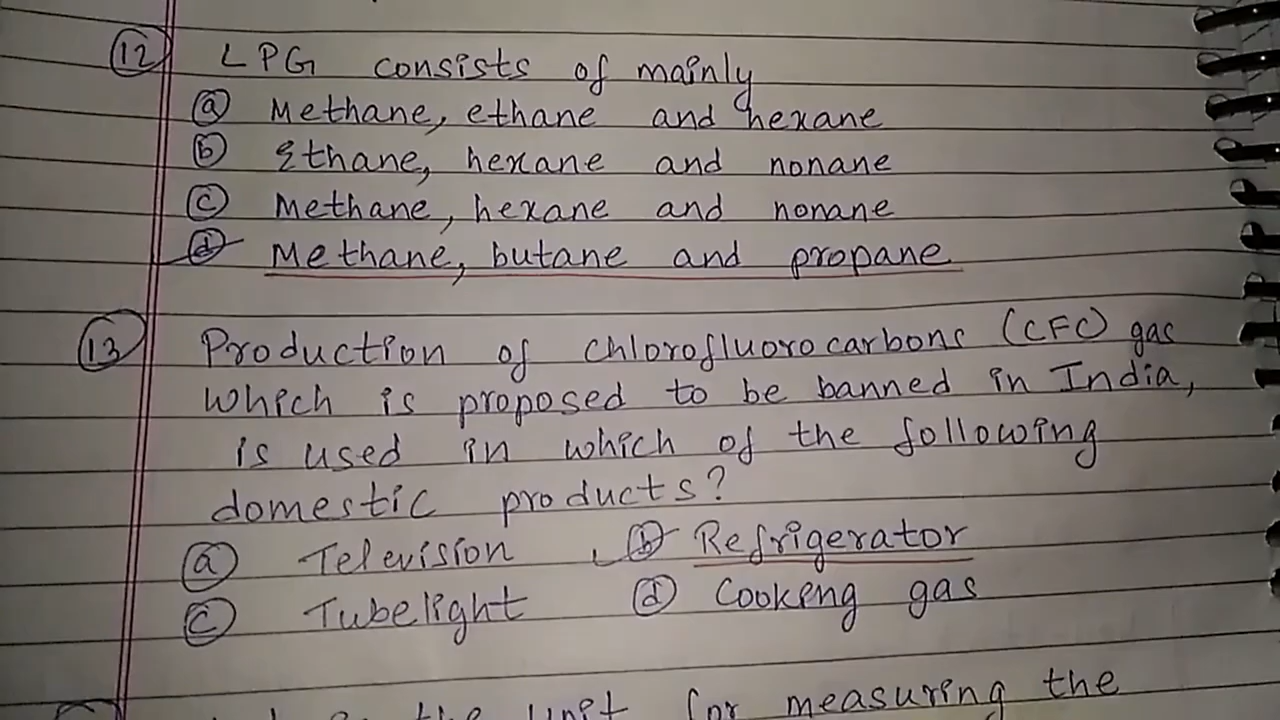 12 LPG consists of mainly
a Methane, ethane and hexane
b Ethane, hexane and nonane
c Methane, hexane and nonane
d Methane, butane and propane
13 Production of chlorofluorocarbons (CFC) gas
which is proposed to be banned in India,
is used in which of the following
domestic products?
a Television b Refrigerator
c Tubelight d Cooking gas
the unit for measuring the